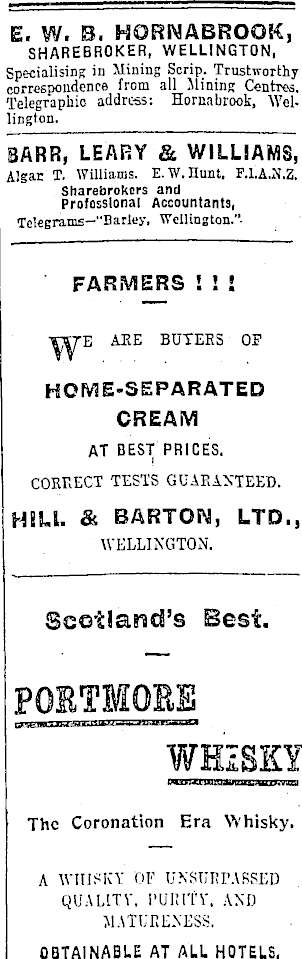 E. W. B. HORNABROOK,
SHAREBROKER, WELLINGTON,
Specialising in Mining Scrip. Trustworthy
correspondence from all Mining Centres.
Telegraphic address: Hornabrook, Wel-
lington.
BARR, LEARY & WILLIAMS,
Algar T. Williams. E. W. Hunt, F.I.A.N.Z.
Sharebrokers and
Professional Accountants,
Telegrams—"Barley, Wellington."
FARMERS ! ! !
WE ARE BUYERS OF
HOME-SEPARATED
CREAM
AT BEST PRICES.
CORRECT TESTS GUARANTEED.
HILL & BARTON, LTD.,
WELLINGTON.
Scotland's Best.
PORTMORE
WHISKY
The Coronation Era Whisky.
A WHISKY OF UNSURPASSED
QUALITY, PURITY, AND
MATURENESS.
OBTAINABLE AT ALL HOTELS.